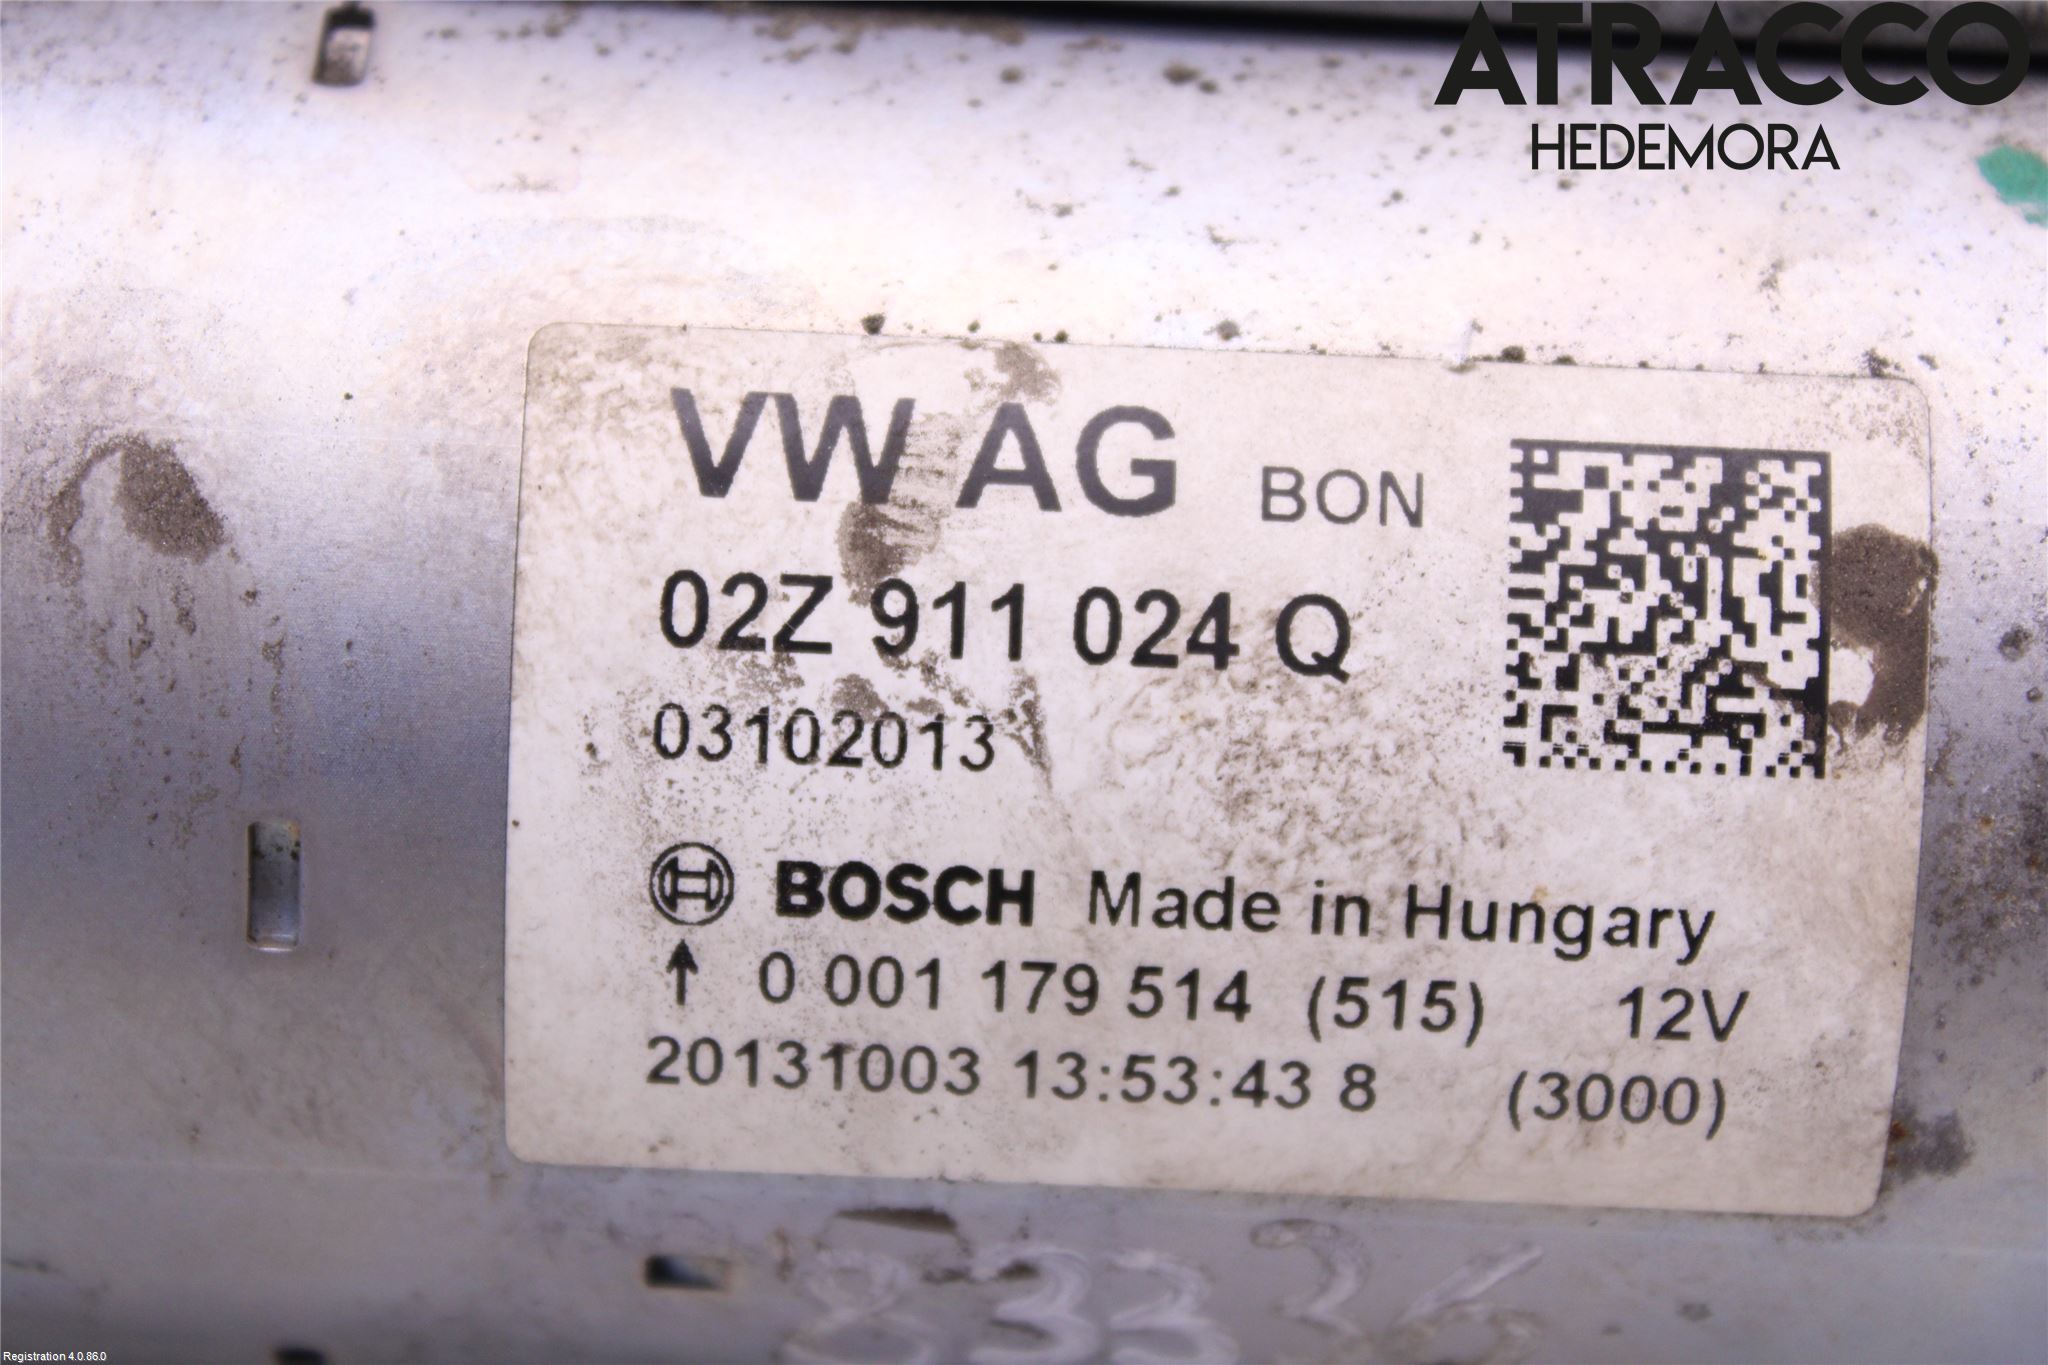 ATRACCO
HEDEMORA
VW AG BON
02Z 911 024 Q
03102013
BOSCH Made in Hungary
0 001 179 514 (515) 12V
20131003 13:53:43 8 (3000)
Registration 4.0.86.0